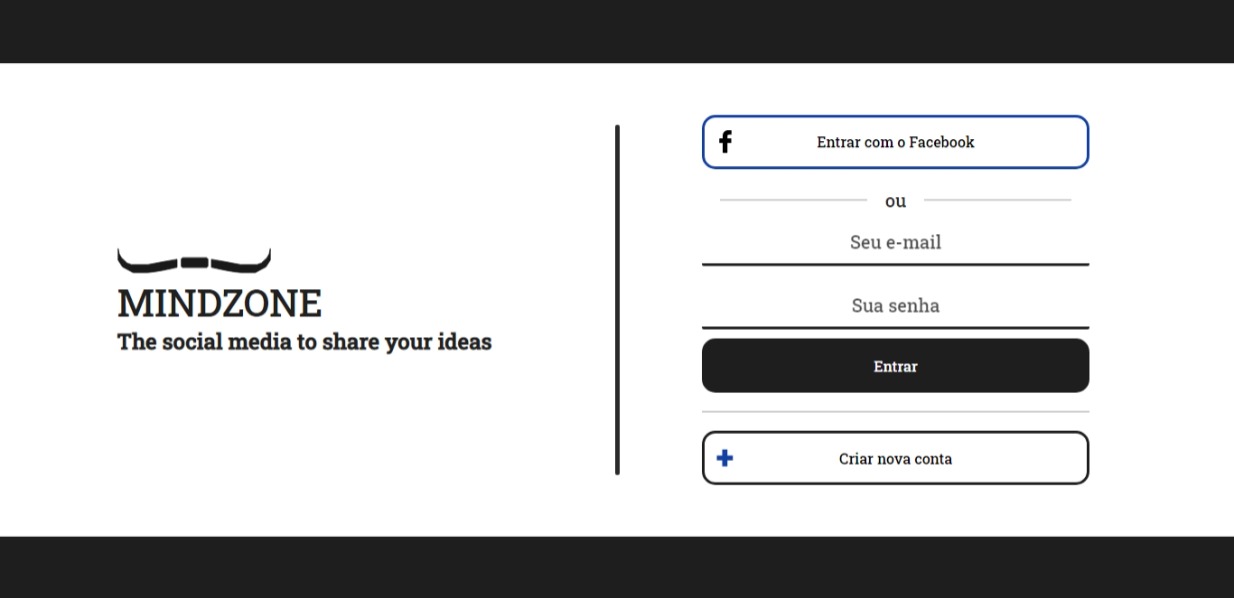 MINDZONE
The social media to share your ideas
Entrar com o Facebook
ou
Seu e-mail
Sua senha
Entrar
Criar nova conta